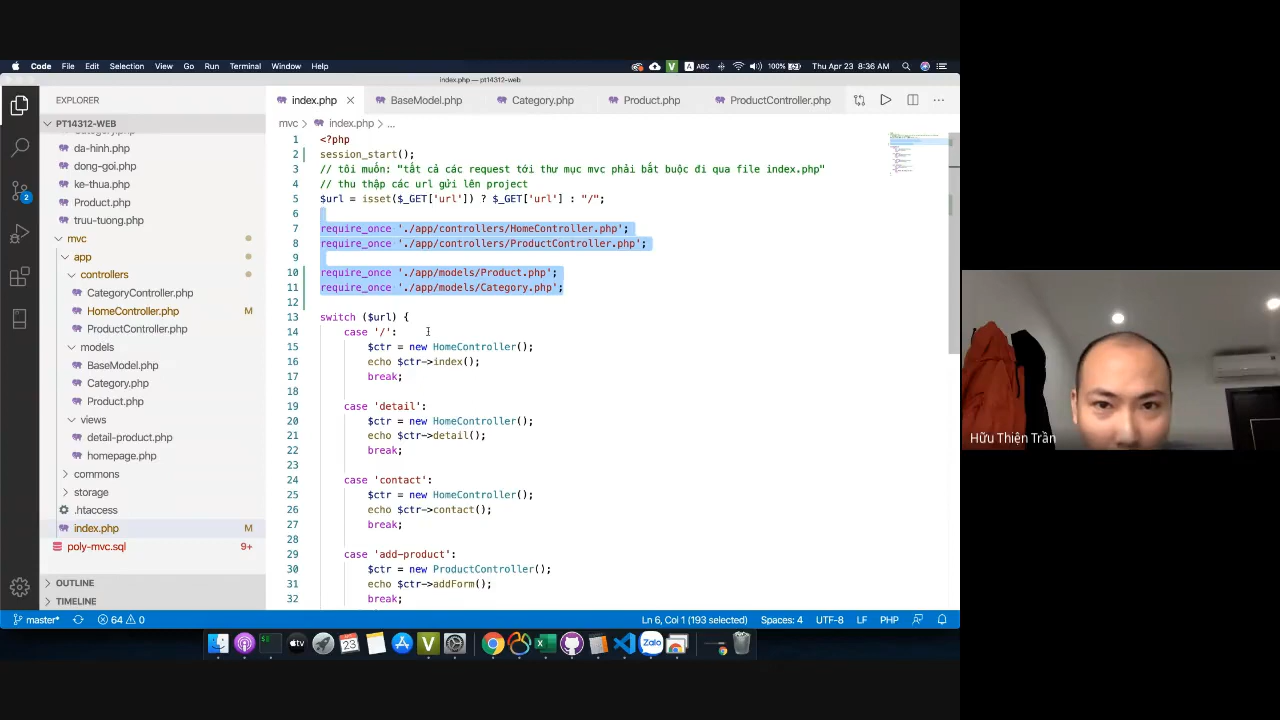 Code File Edit Selection View Go Run Terminal Window Help
V A ABC 100% Thu Apr 23 8:36 AM
index.php — pt14312-web
EXPLORER
index.php BaseModel.php Category.php Product.php ProductController.php
PT14312-WEB
mvc > index.php > ...
Category.php
da-hinh.php
dong-goi.php
ke-thua.php
Product.php
truu-tuong.php
mvc
app
controllers
CategoryController.php
HomeController.php M
ProductController.php
models
BaseModel.php
Category.php
Product.php
views
detail-product.php
homepage.php
commons
storage
.htaccess
index.php M
poly-mvc.sql 9+
OUTLINE
TIMELINE
2
1 <?php
2 session_start();
3 // tôi muốn: "tất cả các request tới thư mục mvc phải bắt buộc đi qua file index.php"
4 // thu thập các url gửi lên project
5 $url = isset($_GET['url']) ? $_GET['url'] : "/";
6
7 require_once './app/controllers/HomeController.php';
8 require_once './app/controllers/ProductController.php';
9
10 require_once './app/models/Product.php';
11 require_once './app/models/Category.php';
12
13 switch ($url) {
14 case '/':
15 $ctr = new HomeController();
16 echo $ctr->index();
17 break;
18
19 case 'detail':
20 $ctr = new HomeController();
21 echo $ctr->detail();
22 break;
23
24 case 'contact':
25 $ctr = new HomeController();
26 echo $ctr->contact();
27 break;
28
29 case 'add-product':
30 $ctr = new ProductController();
31 echo $ctr->addForm();
32 break;
master* 64 0 Ln 6, Col 1 (193 selected) Spaces: 4 UTF-8 LF PHP
tv 23 V Zalo
Hữu Thiện Trần